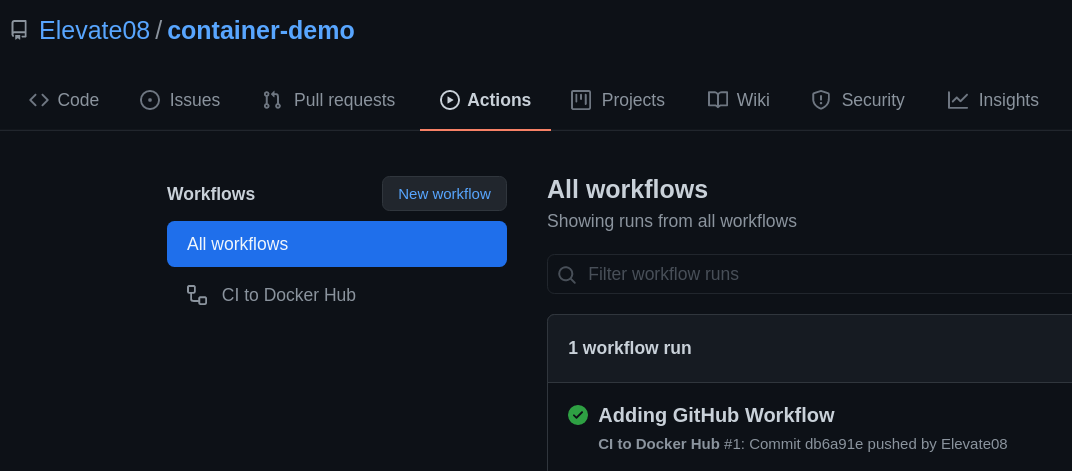 Elevate08 / container-demo
Code Issues Pull requests Actions Projects Wiki Security Insights
Workflows
New workflow
All workflows
CI to Docker Hub
All workflows
Showing runs from all workflows
Filter workflow runs
1 workflow run
Adding GitHub Workflow
CI to Docker Hub #1: Commit db6a91e pushed by Elevate08